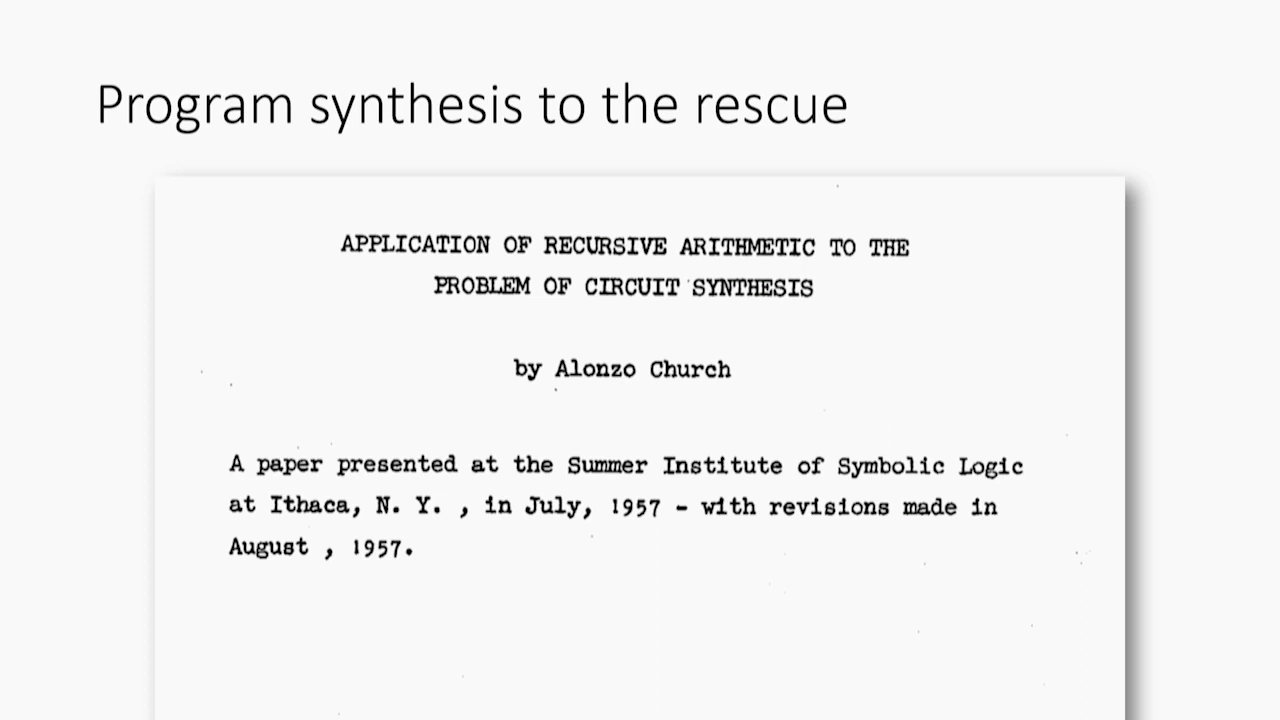 Program synthesis to the rescue
APPLICATION OF RECURSIVE ARITHMETIC TO THE
PROBLEM OF CIRCUIT SYNTHESIS
by Alonzo Church
A paper presented at the Summer Institute of Symbolic Logic
at Ithaca, N. Y. , in July, 1957 - with revisions made in
August , 1957.